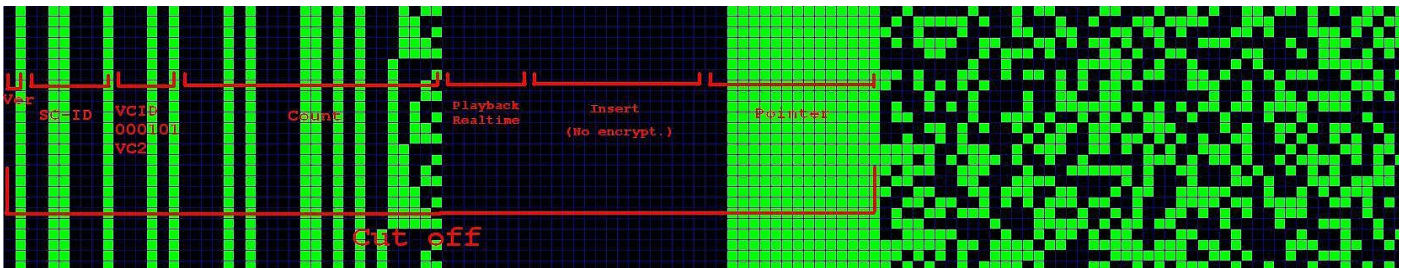 Ver
SC-ID
VCID
000101
VC2
Count
Playback
Realtime
Insert
(No encrypt.)
Pointer
Cut off